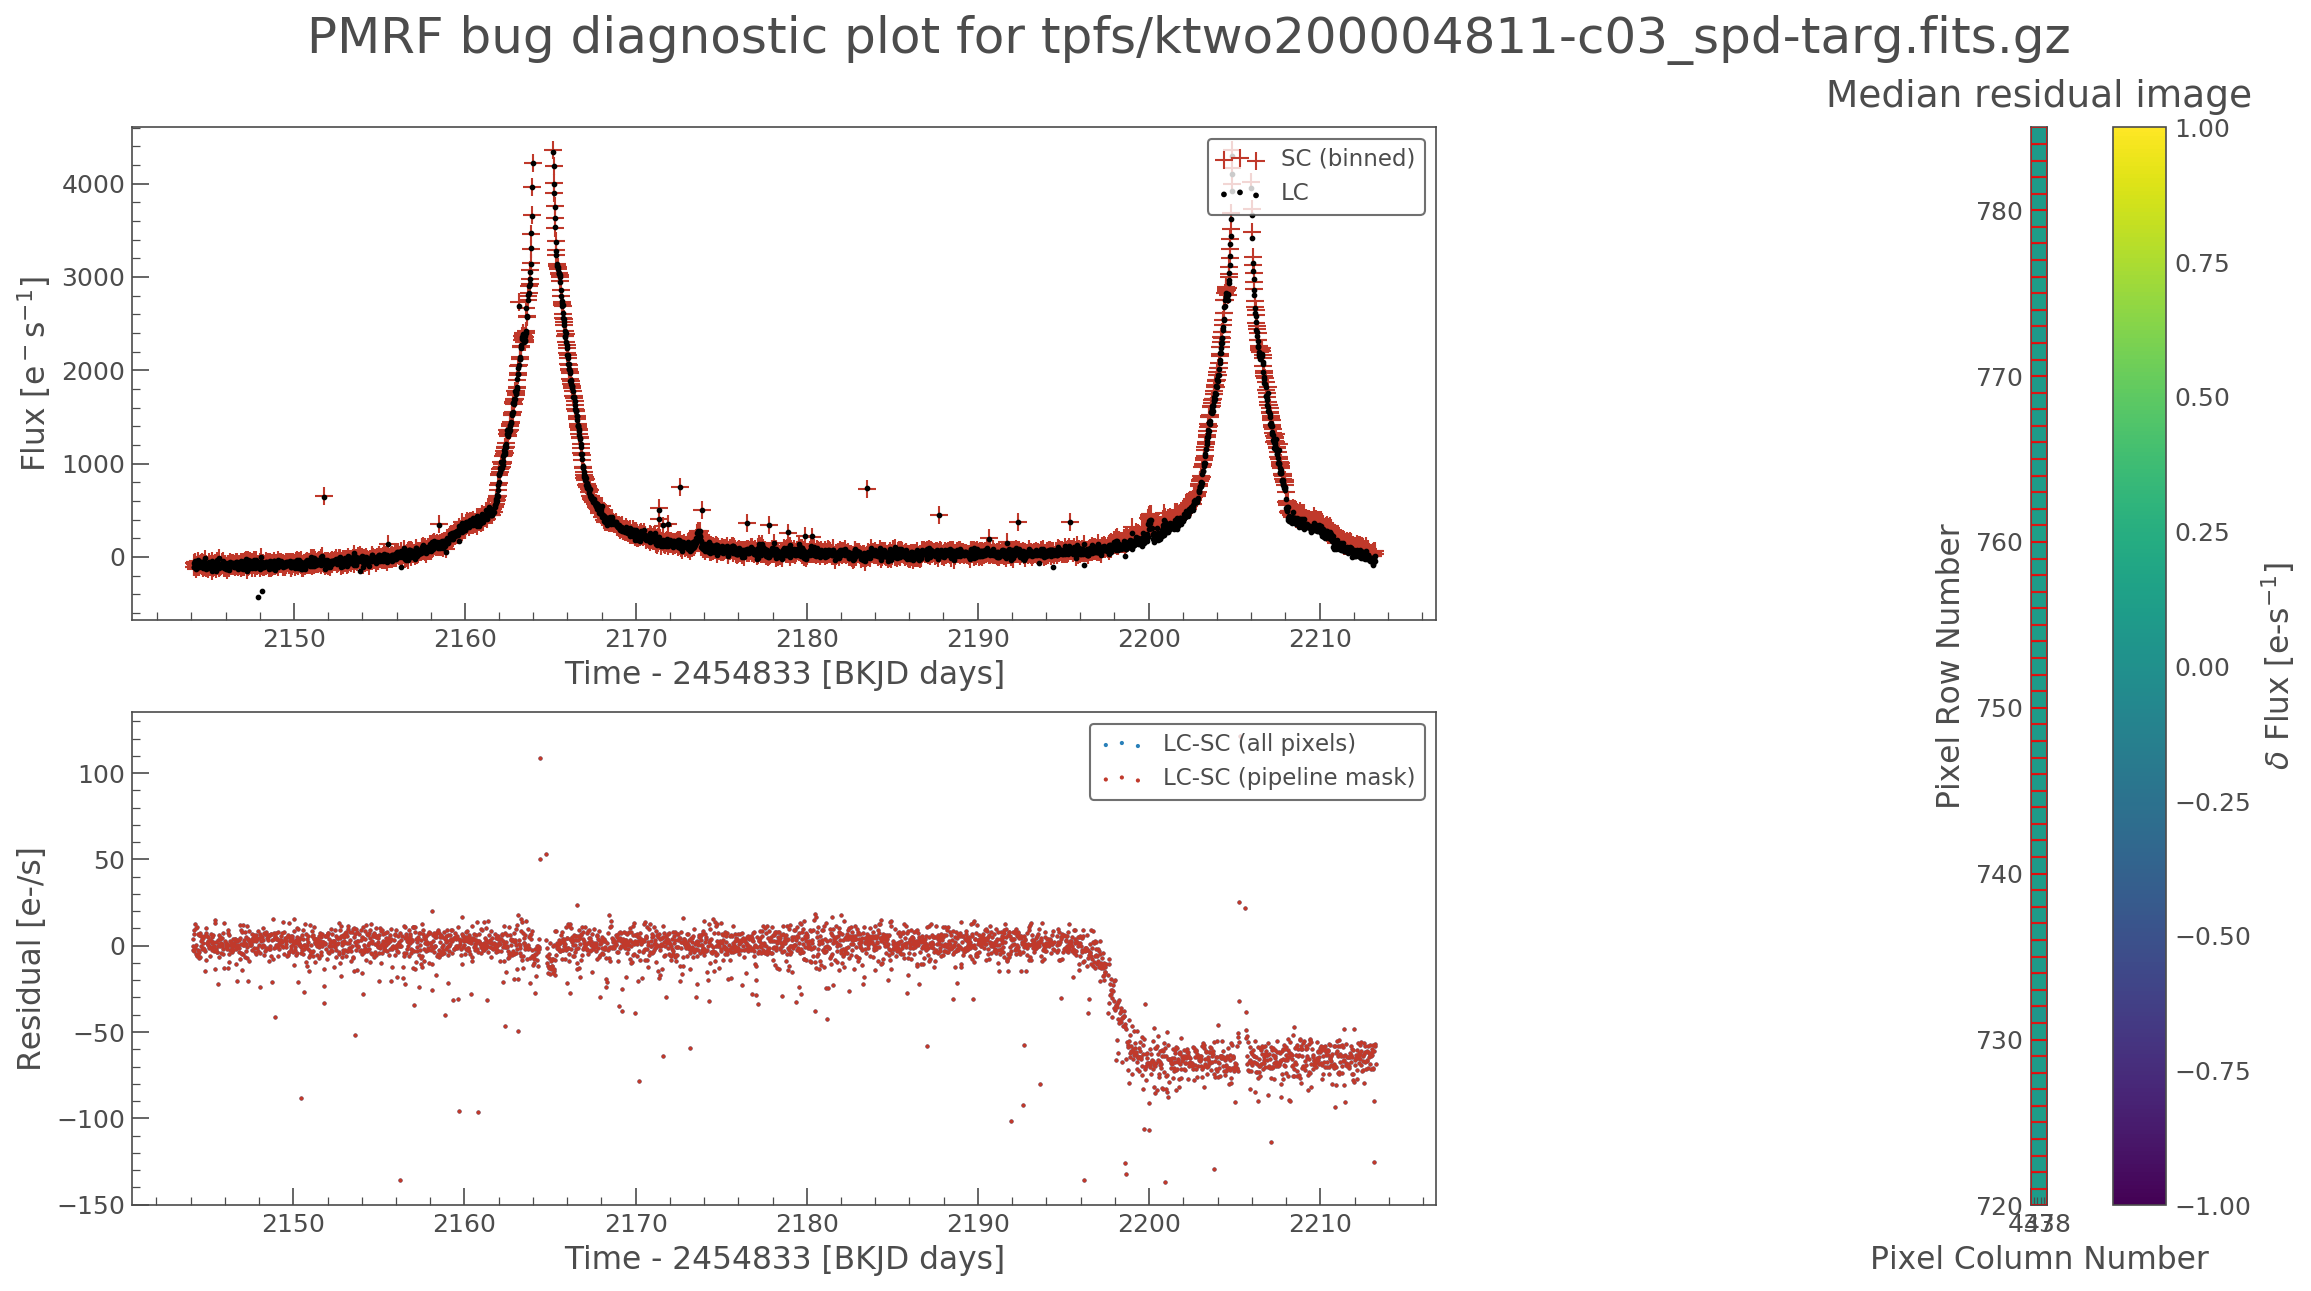 PMRF bug diagnostic plot for tpfs/ktwo200004811-c03_spd-targ.fits.gz
Flux [e⁻ s⁻¹]
4000
3000
2000
1000
0
SC (binned)
LC
2150 2160 2170 2180 2190 2200 2210
Time - 2454833 [BKJD days]
Residual [e-/s]
100
50
0
−50
−100
−150
LC-SC (all pixels)
LC-SC (pipeline mask)
2150 2160 2170 2180 2190 2200 2210
Time - 2454833 [BKJD days]
Median residual image
Pixel Row Number
780
770
760
750
740
730
720
Pixel Column Number
1.00
0.75
0.50
0.25
0.00
−0.25
−0.50
−0.75
−1.00
δ Flux [e-s⁻¹]